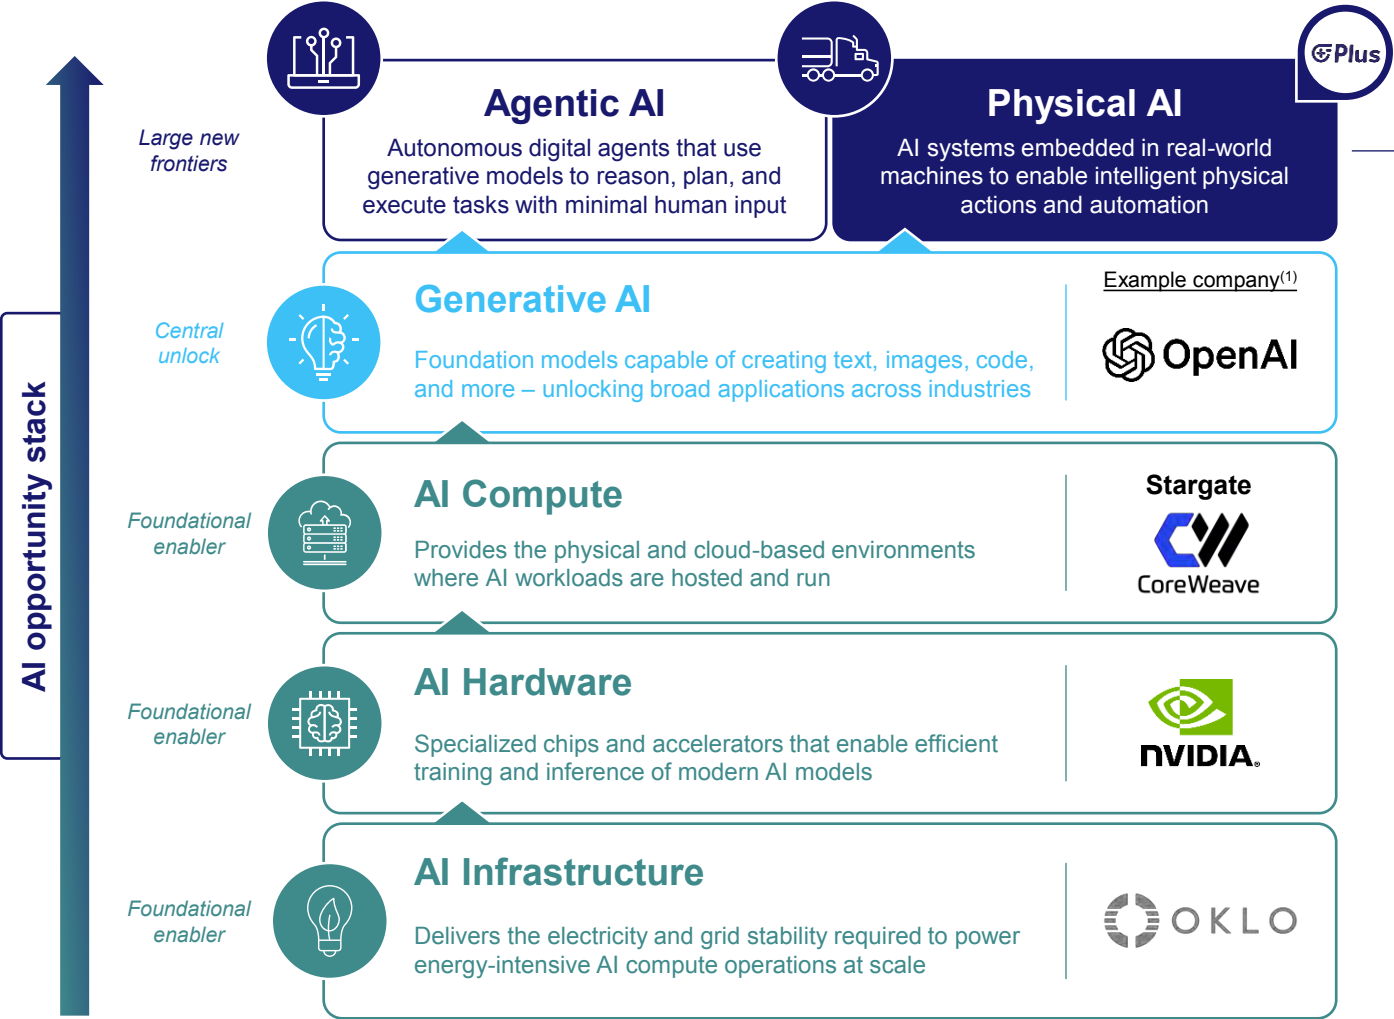 Plus
Large new
frontiers
Agentic AI
Autonomous digital agents that use
generative models to reason, plan, and
execute tasks with minimal human input
Physical AI
AI systems embedded in real-world
machines to enable intelligent physical
actions and automation
AI opportunity stack
Central
unlock
Generative AI
Foundation models capable of creating text, images, code,
and more – unlocking broad applications across industries
Example company(1)
OpenAI
Foundational
enabler
AI Compute
Provides the physical and cloud-based environments
where AI workloads are hosted and run
Stargate
CoreWeave
Foundational
enabler
AI Hardware
Specialized chips and accelerators that enable efficient
training and inference of modern AI models
NVIDIA®
Foundational
enabler
AI Infrastructure
Delivers the electricity and grid stability required to power
energy-intensive AI compute operations at scale
OKLO